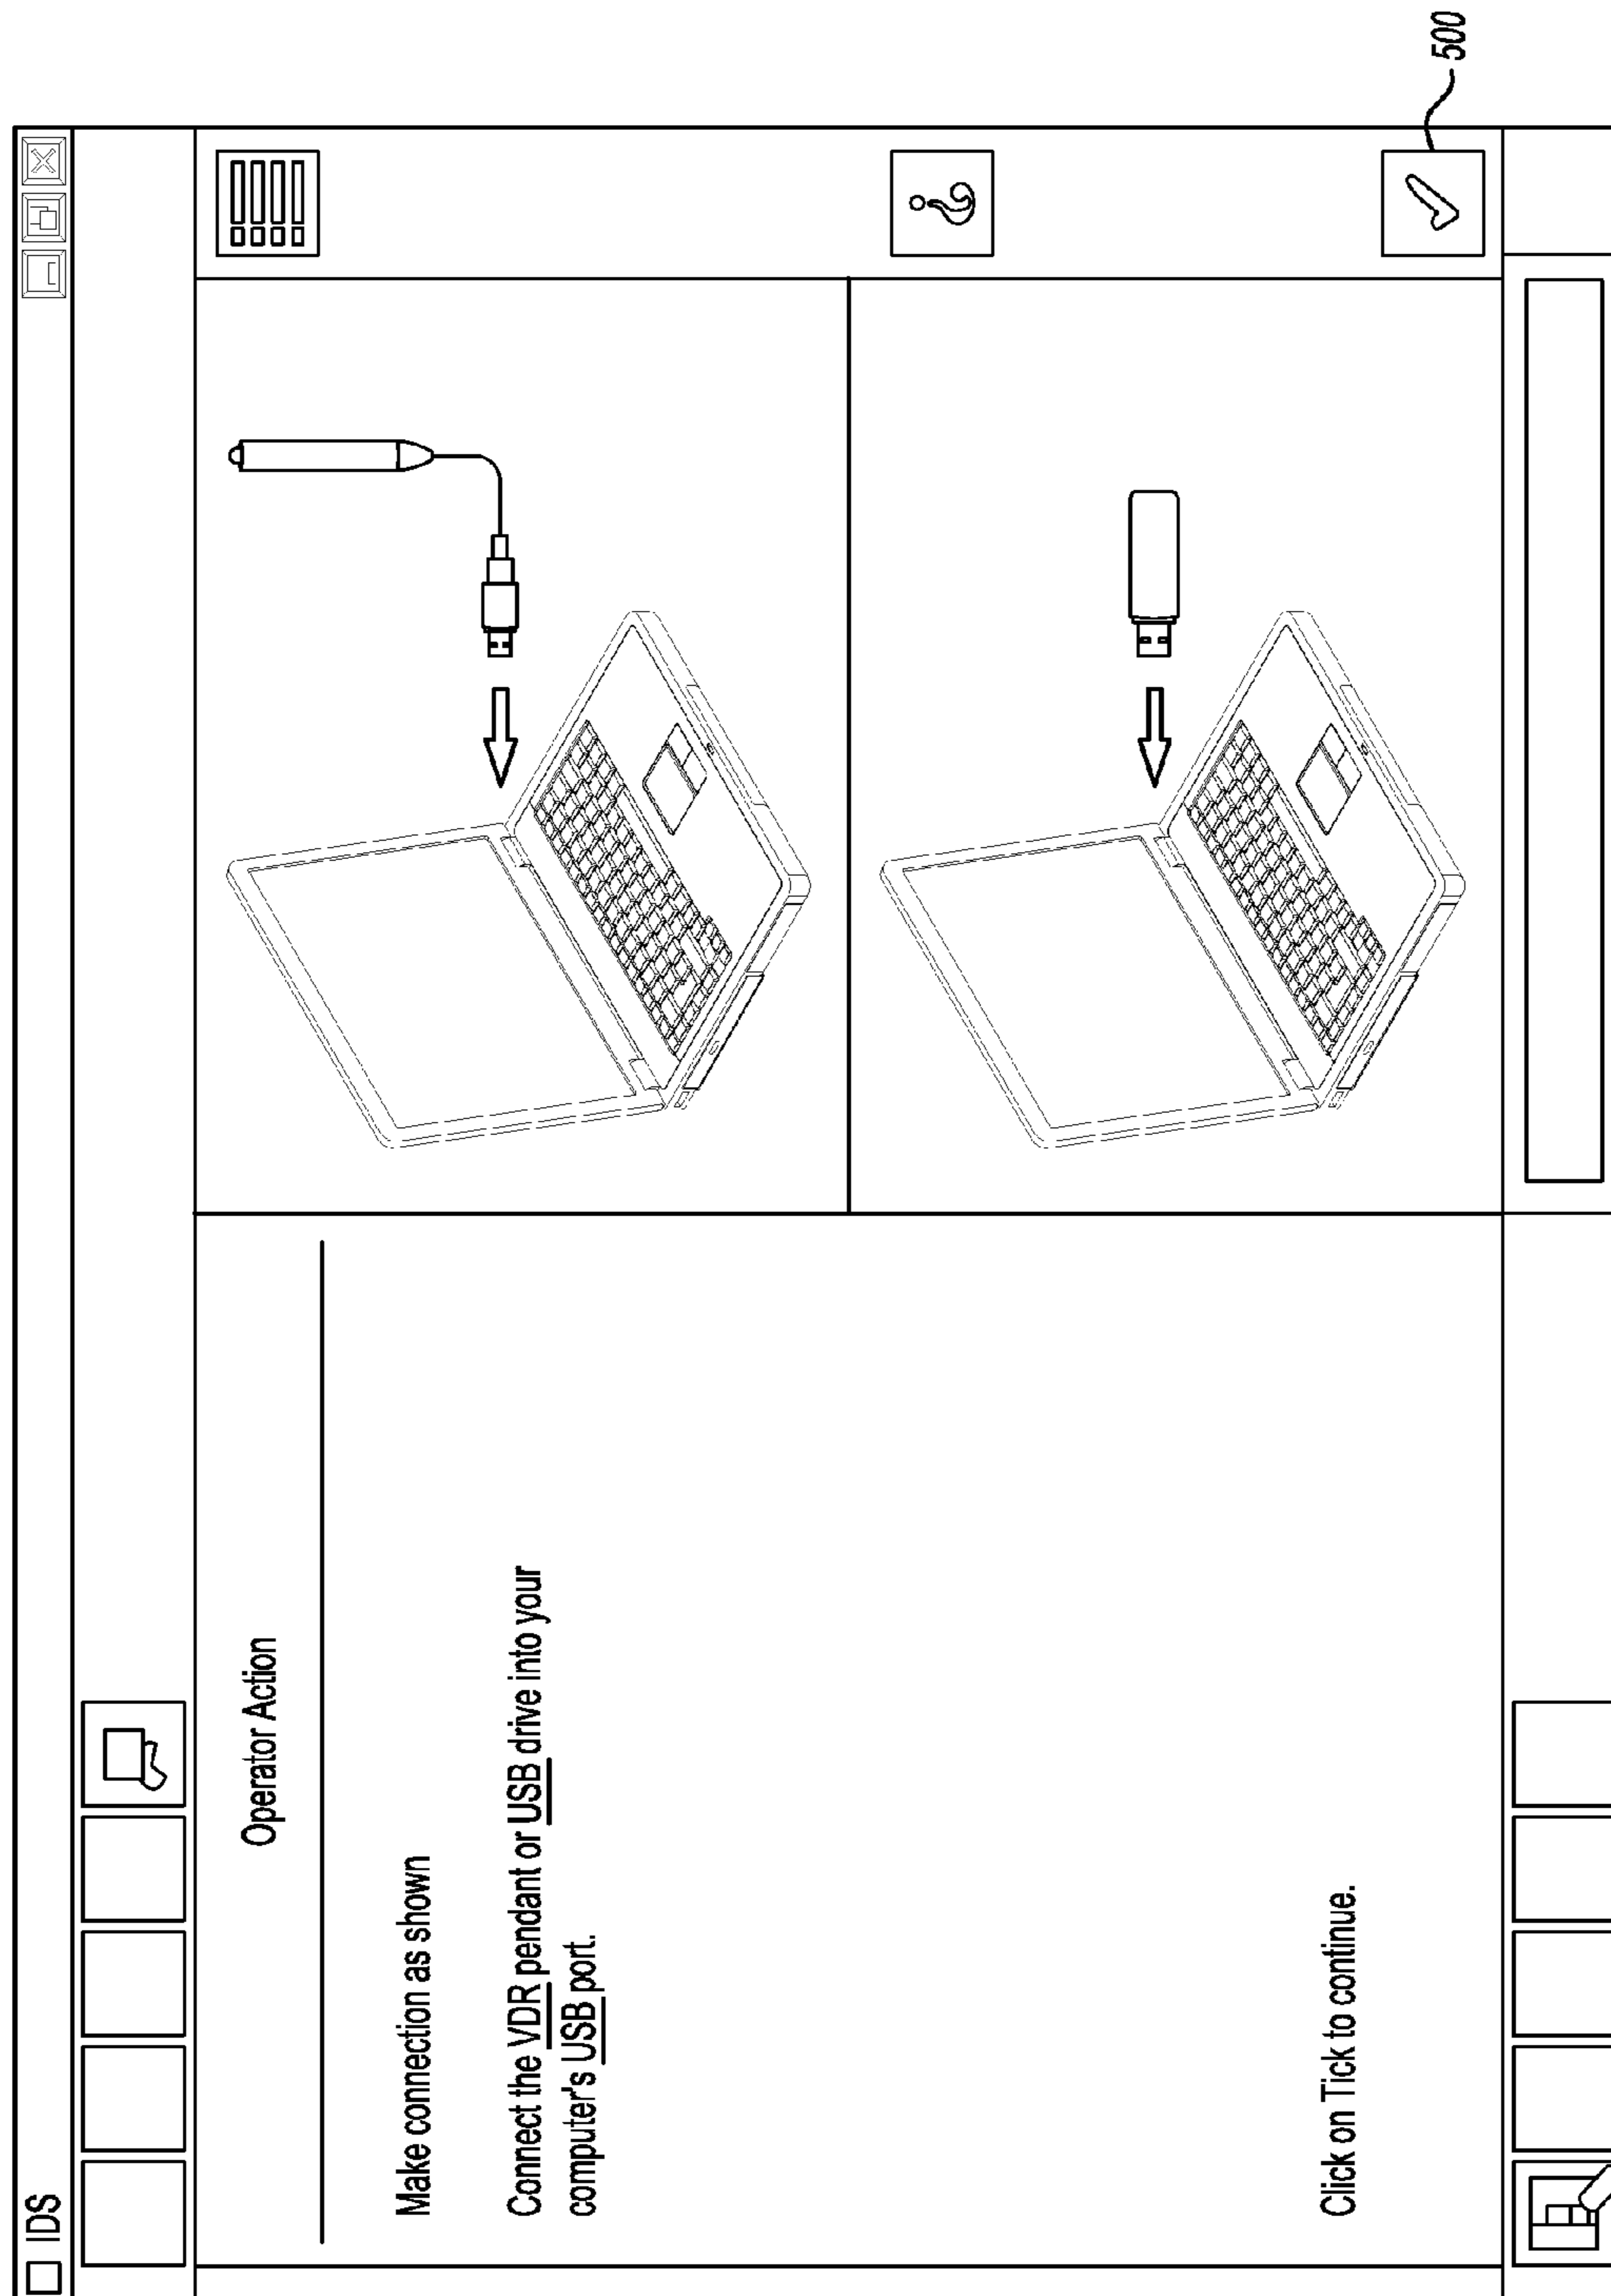 IDS
Operator Action
Make connection as shown
Connect the VDR pendant or USB drive into your
computer's USB port.
Click on Tick to continue.
500